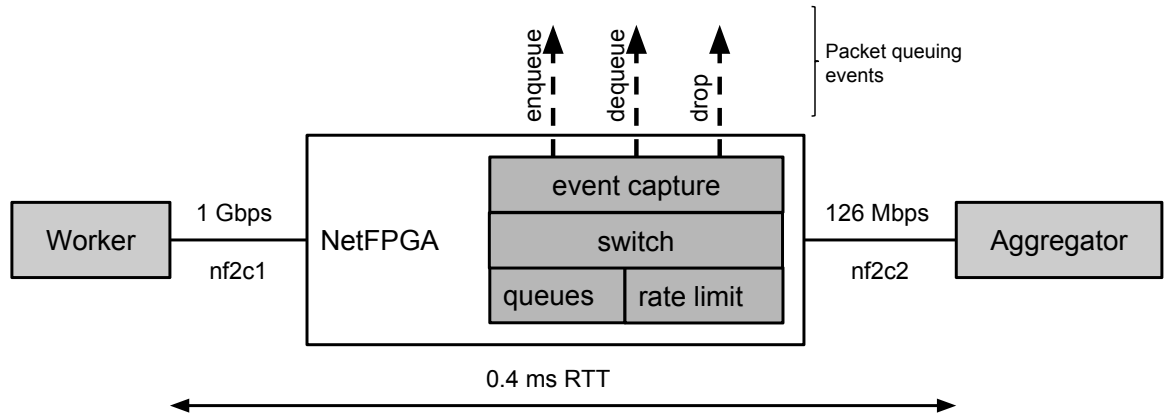 enqueue
dequeue
drop
Packet queuing
events
event capture
1 Gbps
126 Mbps
Worker
NetFPGA
switch
Aggregator
nf2c1
nf2c2
queues
rate limit
0.4 ms RTT